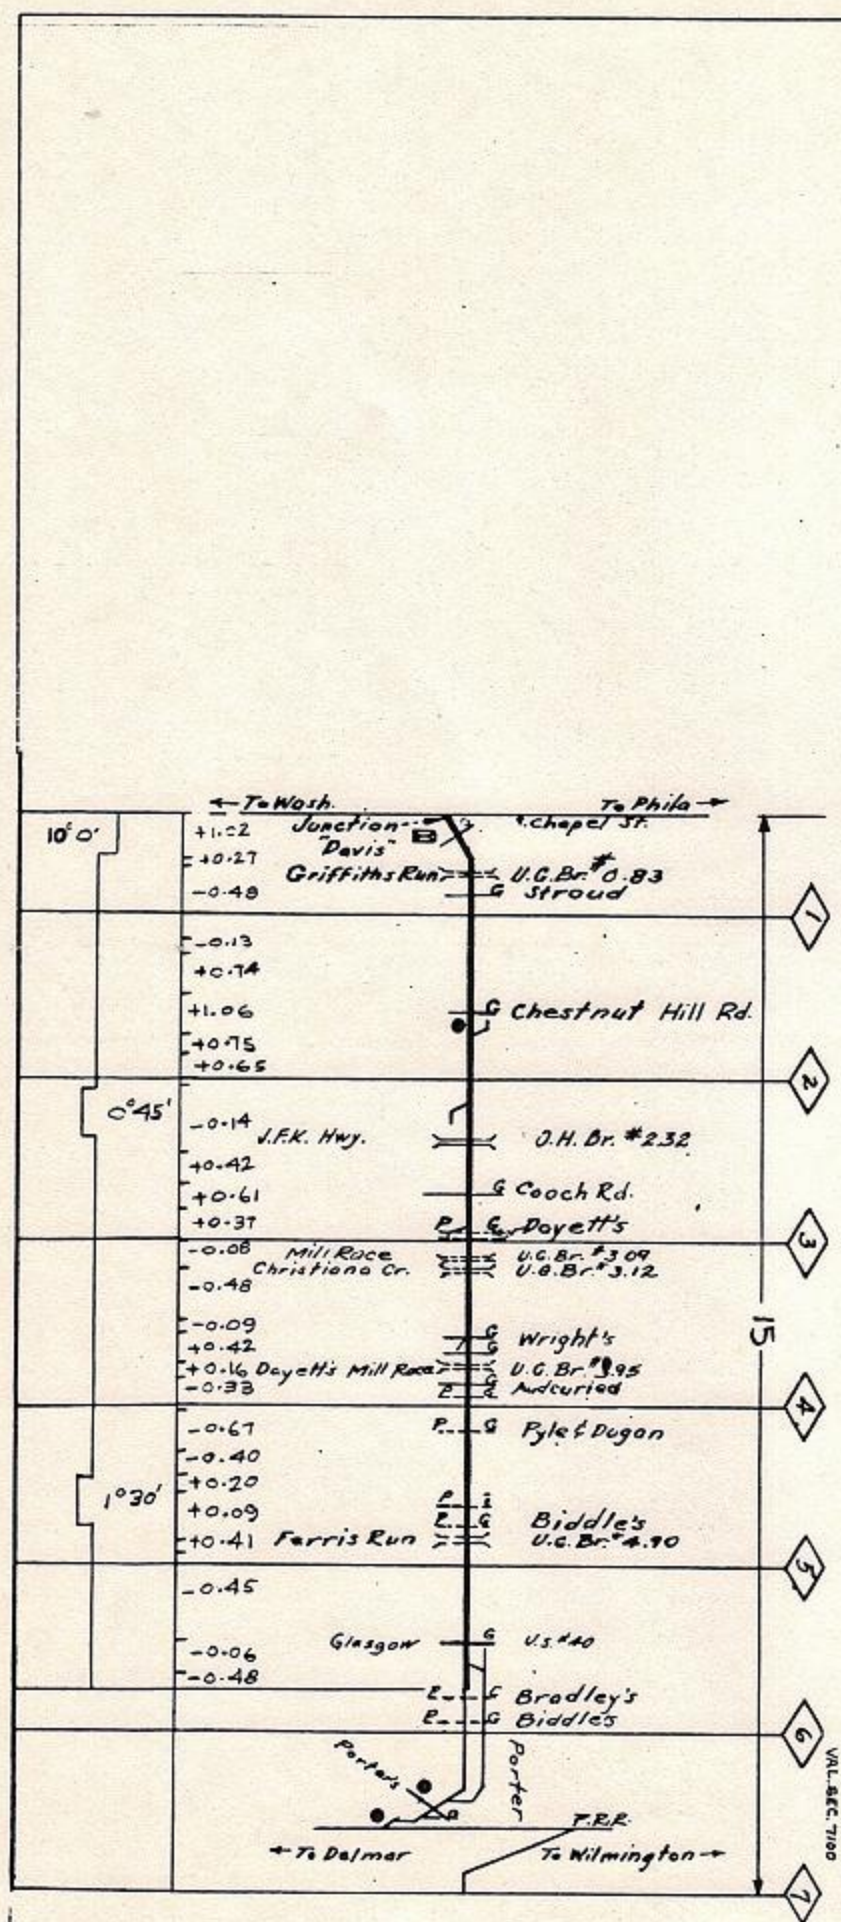 ← To Wash. To Phila →
10° 0' +1.02 Junction "Davis" Chapel St.
+0.27
Griffiths Run U.G. Br. # 0.83
-0.48 G Stroud
1
-0.13
+0.74
+1.06 G Chestnut Hill Rd.
+0.75
+0.65
2
0° 45'
-0.14 J.F.K. Hwy. O.H. Br. #2.32
+0.42
+0.61 G Cooch Rd.
+0.37 P G Dayett's
3
-0.08 Mill Race U.G. Br. #3.09
Christiana Cr. U.G. Br. #3.12
-0.48
15
-0.09 G Wright's
+0.42 G
+0.16 Dayett's Mill Race U.G. Br. # 3.95
-0.33 P G
4
-0.67 P G Pyle & Dugan
-0.40
+0.20
1° 30'
+0.09 P
P G Biddle's
+0.41 Ferris Run U.G. Br. # 4.90
5
-0.45
-0.06 Glasgow G U.S. #40
-0.48
P G Bradley's
P G Biddle's
6
Porter's Porter
VAL. SEC. 7100
P.R.R.
← To Delmar To Wilmington →
7